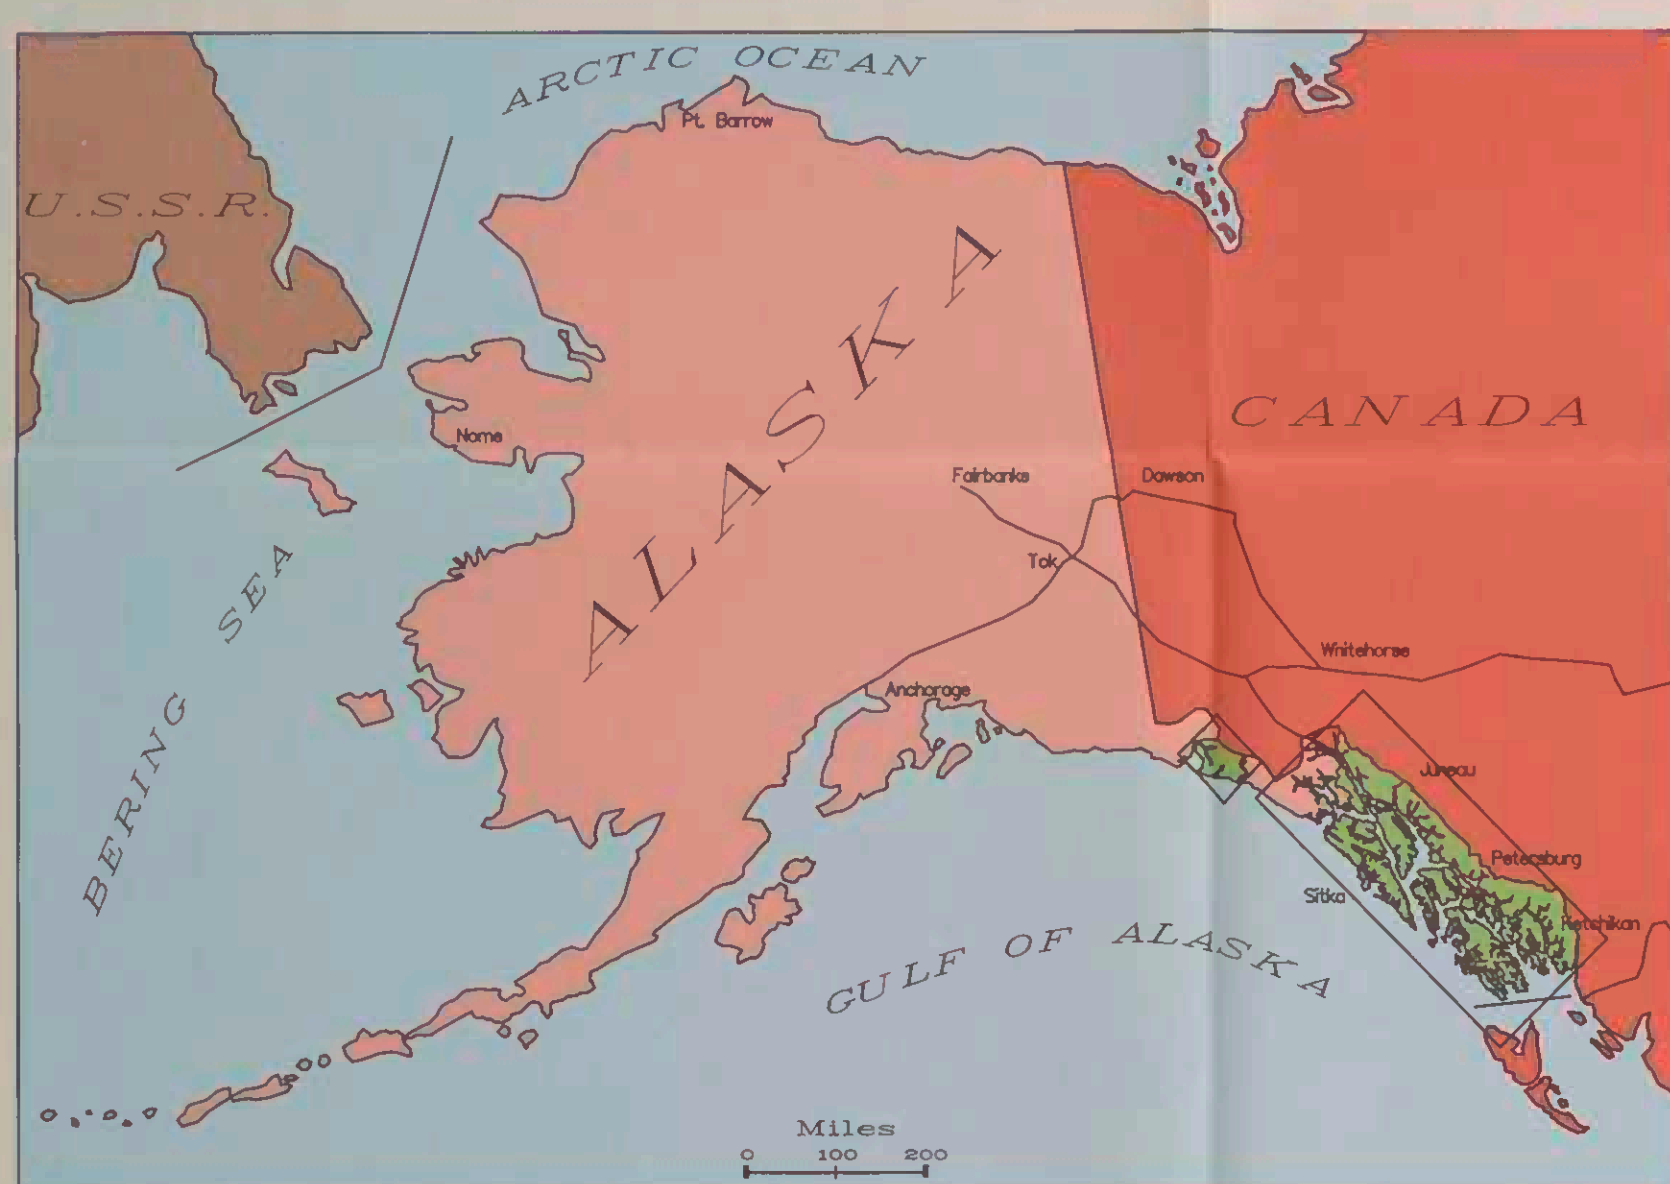 ARCTIC OCEAN
Pt. Barrow
U.S.S.R.
ALASKA
CANADA
Nome
Fairbanks
Dawson
Tok
BERING SEA
Whitehorse
Anchorage
Juneau
Petersburg
Sitka
Ketchikan
GULF OF ALASKA
Miles
0 100 200